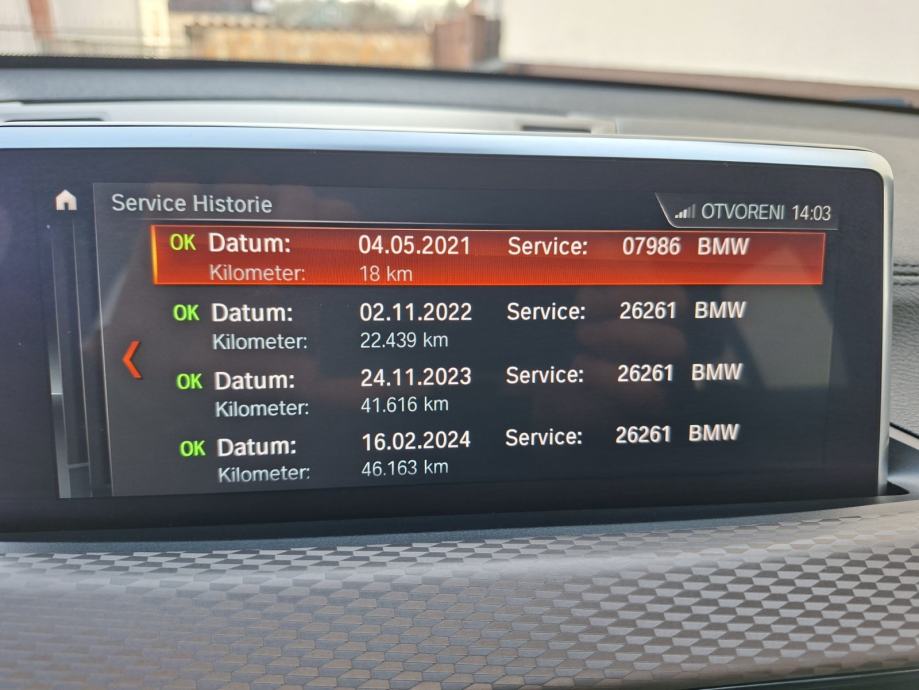 Service Historie
OTVORENI 14:03
OK Datum: 04.05.2021 Service: 07986 BMW
Kilometer: 18 km
OK Datum: 02.11.2022 Service: 26261 BMW
Kilometer: 22.439 km
OK Datum: 24.11.2023 Service: 26261 BMW
Kilometer: 41.616 km
OK Datum: 16.02.2024 Service: 26261 BMW
Kilometer: 46.163 km